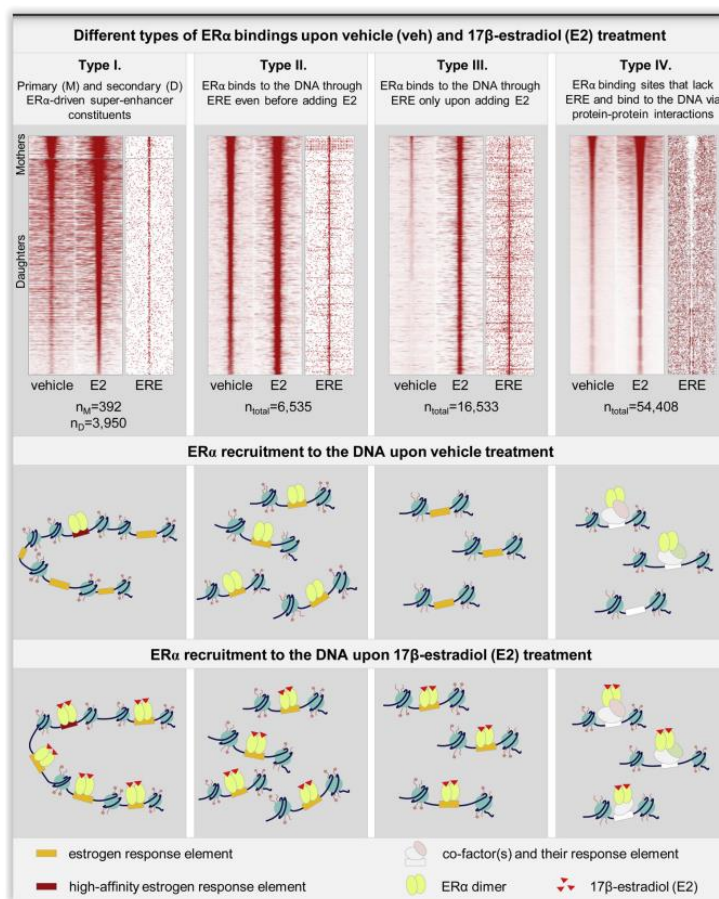 Different types of ERα bindings upon vehicle (veh) and 17β-estradiol (E2) treatment
Type I.
Primary (M) and secondary (D)
ERα-driven super-enhancer
constituents
Type II.
ERα binds to the DNA through
ERE even before adding E2
Type III.
ERα binds to the DNA through
ERE only upon adding E2
Type IV.
ERα binding sites that lack
ERE and bind to the DNA via
protein-protein interactions
Mothers
Daughters
vehicle E2 ERE
vehicle E2 ERE
vehicle E2 ERE
vehicle E2 ERE
nM=392
nD=3,950
ntotal=6,535
ntotal=16,533
ntotal=54,408
ERα recruitment to the DNA upon vehicle treatment
ERα recruitment to the DNA upon 17β-estradiol (E2) treatment
estrogen response element
co-factor(s) and their response element
high-affinity estrogen response element
ERα dimer
17β-estradiol (E2)